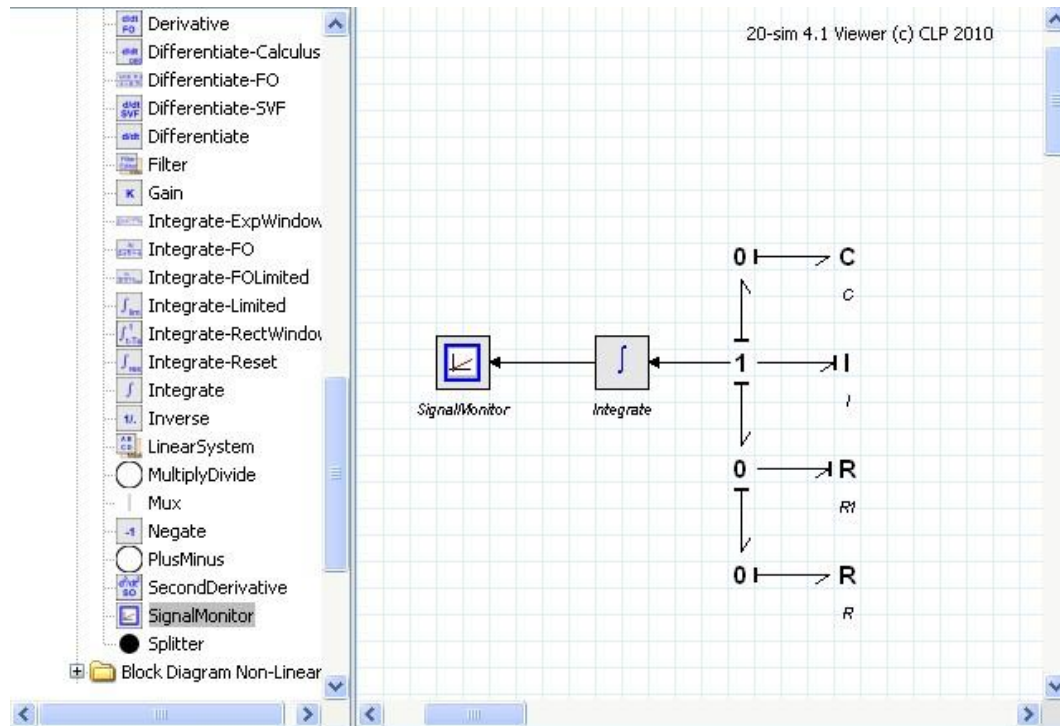 Derivative
Differentiate-Calculus
Differentiate-FO
Differentiate-SVF
Differentiate
Filter
Gain
Integrate-ExpWindow
Integrate-FO
Integrate-FOLimited
Integrate-Limited
Integrate-RectWindow
Integrate-Reset
Integrate
Inverse
LinearSystem
MultiplyDivide
Mux
Negate
PlusMinus
SecondDerivative
SignalMonitor
Splitter
Block Diagram Non-Linear
20-sim 4.1 Viewer (c) CLP 2010
0 C
C
1 I
I
SignalMonitor Integrate
0 R
R1
0 R
R